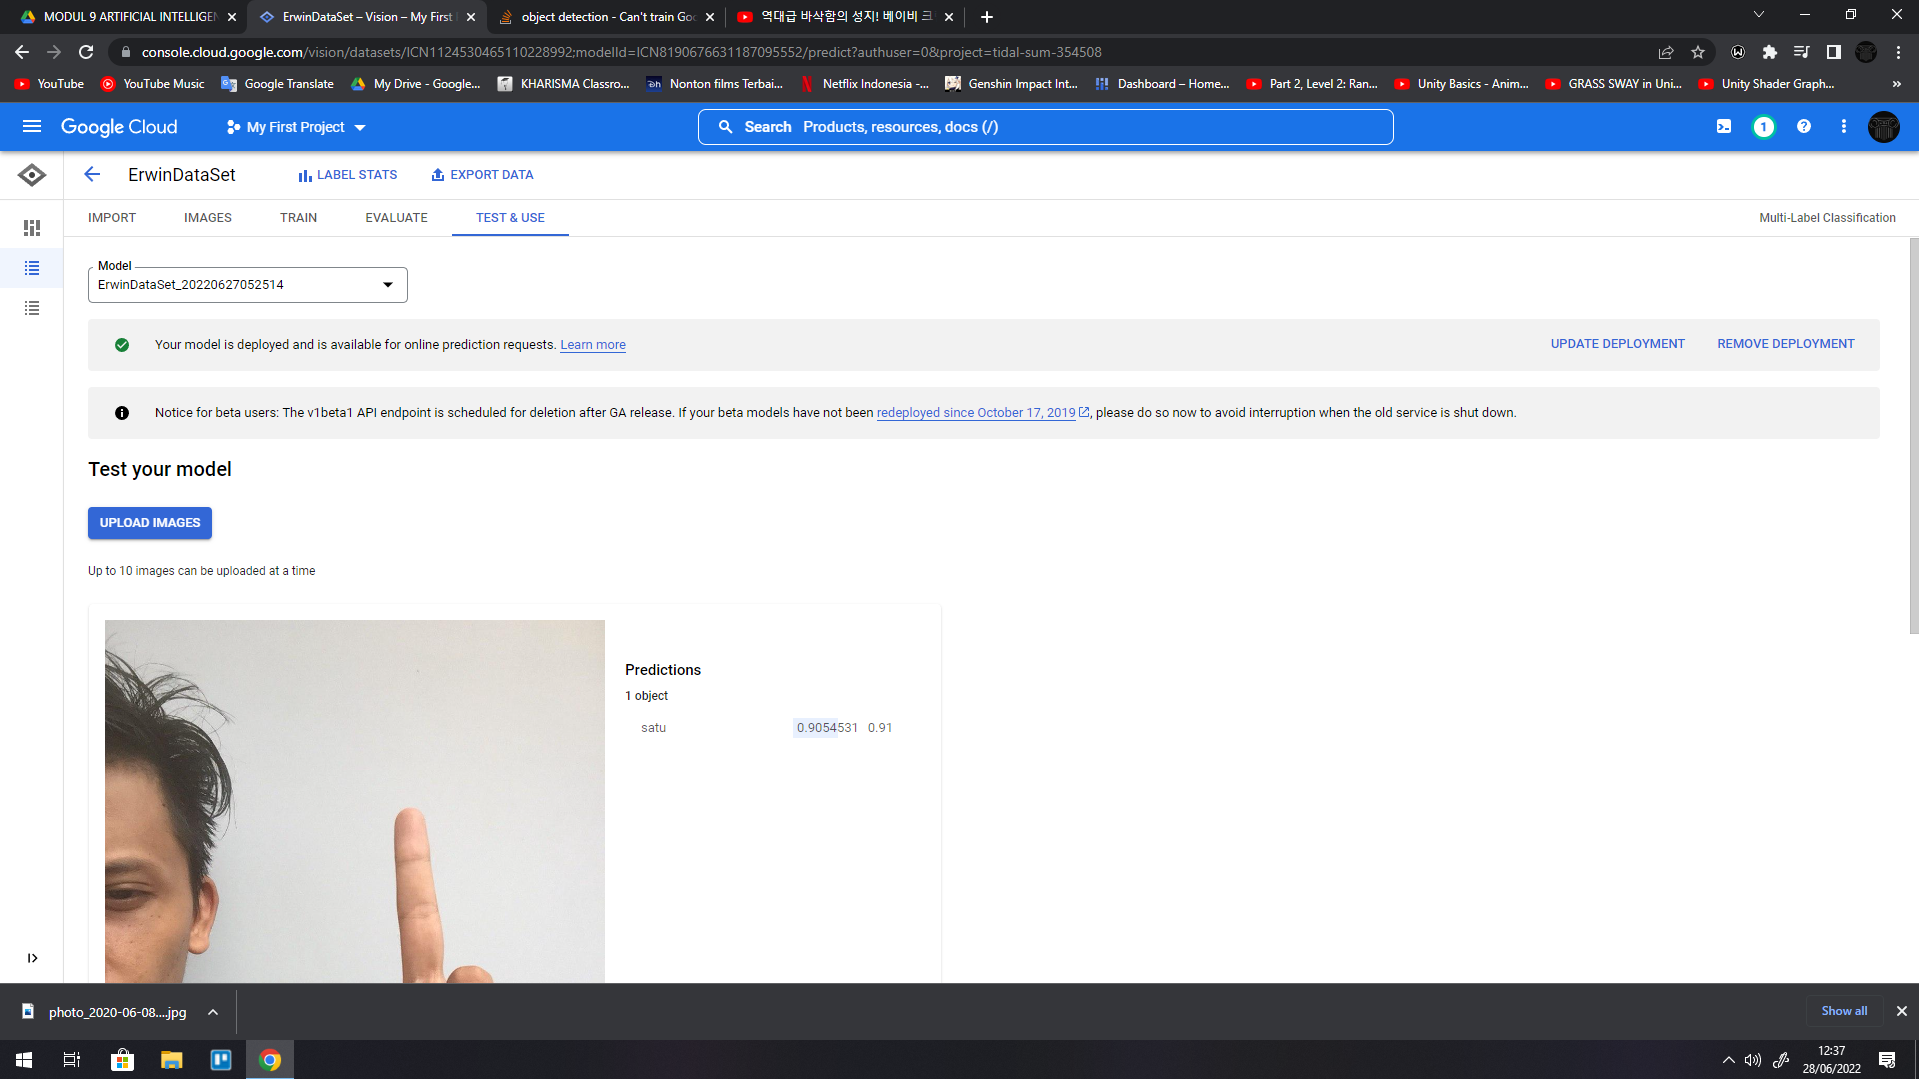 MODUL 9 ARTIFICIAL INTELLIGEN
ErwinDataSet – Vision – My First
object detection - Can't train Goo
역대급 바삭함의 성지! 베이비 크
console.cloud.google.com/vision/datasets/ICN1124530465110228992;modelId=ICN8190676631187095552/predict?authuser=0&project=tidal-sum-354508
YouTube
YouTube Music
Google Translate
My Drive - Google...
KHARISMA Classro...
Nonton films Terbai...
Netflix Indonesia -...
Genshin Impact Int...
Dashboard – Home...
Part 2, Level 2: Ran...
Unity Basics - Anim...
GRASS SWAY in Uni...
Unity Shader Graph...
»
Google Cloud
My First Project
Search Products, resources, docs (/)
1
ErwinDataSet
LABEL STATS
EXPORT DATA
IMPORT
IMAGES
TRAIN
EVALUATE
TEST & USE
Multi-Label Classification
Model
ErwinDataSet_20220627052514
Your model is deployed and is available for online prediction requests. Learn more
UPDATE DEPLOYMENT
REMOVE DEPLOYMENT
Notice for beta users: The v1beta1 API endpoint is scheduled for deletion after GA release. If your beta models have not been redeployed since October 17, 2019, please do so now to avoid interruption when the old service is shut down.
Test your model
UPLOAD IMAGES
Up to 10 images can be uploaded at a time
Predictions
1 object
satu 0.9054531 0.91
photo_2020-06-08....jpg
Show all
12:37
28/06/2022